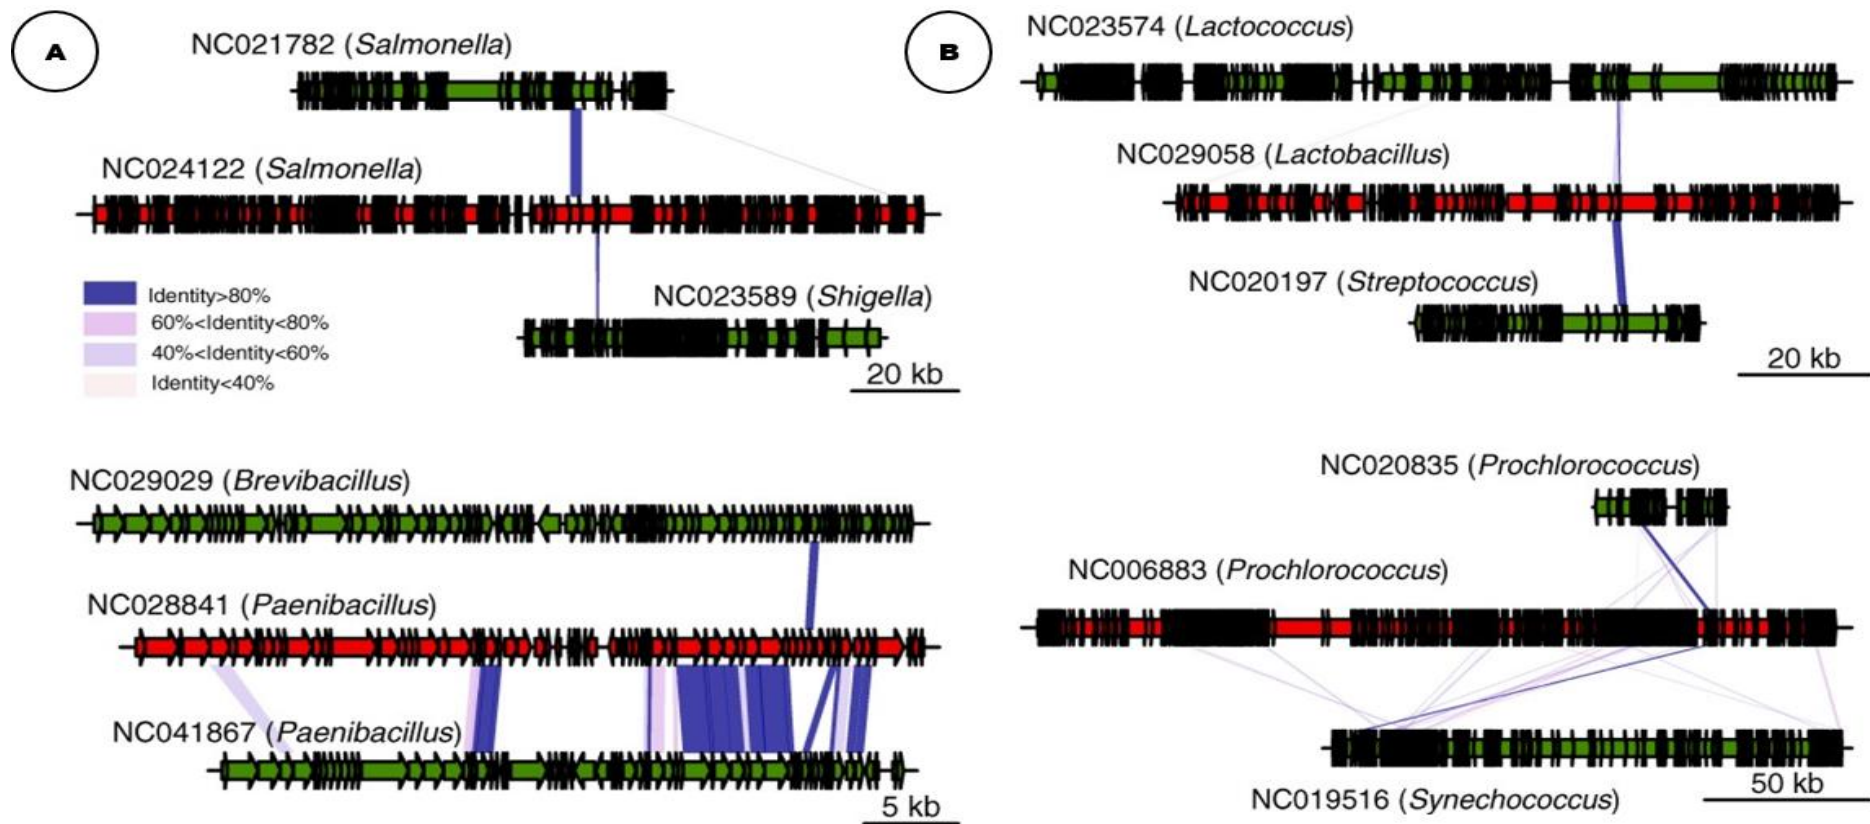 A
NC021782 (Salmonella)
NC024122 (Salmonella)
Identity>80%
60%<Identity<80%
40%<Identity<60%
Identity<40%
NC023589 (Shigella)
20 kb
NC029029 (Brevibacillus)
NC028841 (Paenibacillus)
NC041867 (Paenibacillus)
5 kb
B
NC023574 (Lactococcus)
NC029058 (Lactobacillus)
NC020197 (Streptococcus)
20 kb
NC020835 (Prochlorococcus)
NC006883 (Prochlorococcus)
50 kb
NC019516 (Synechococcus)